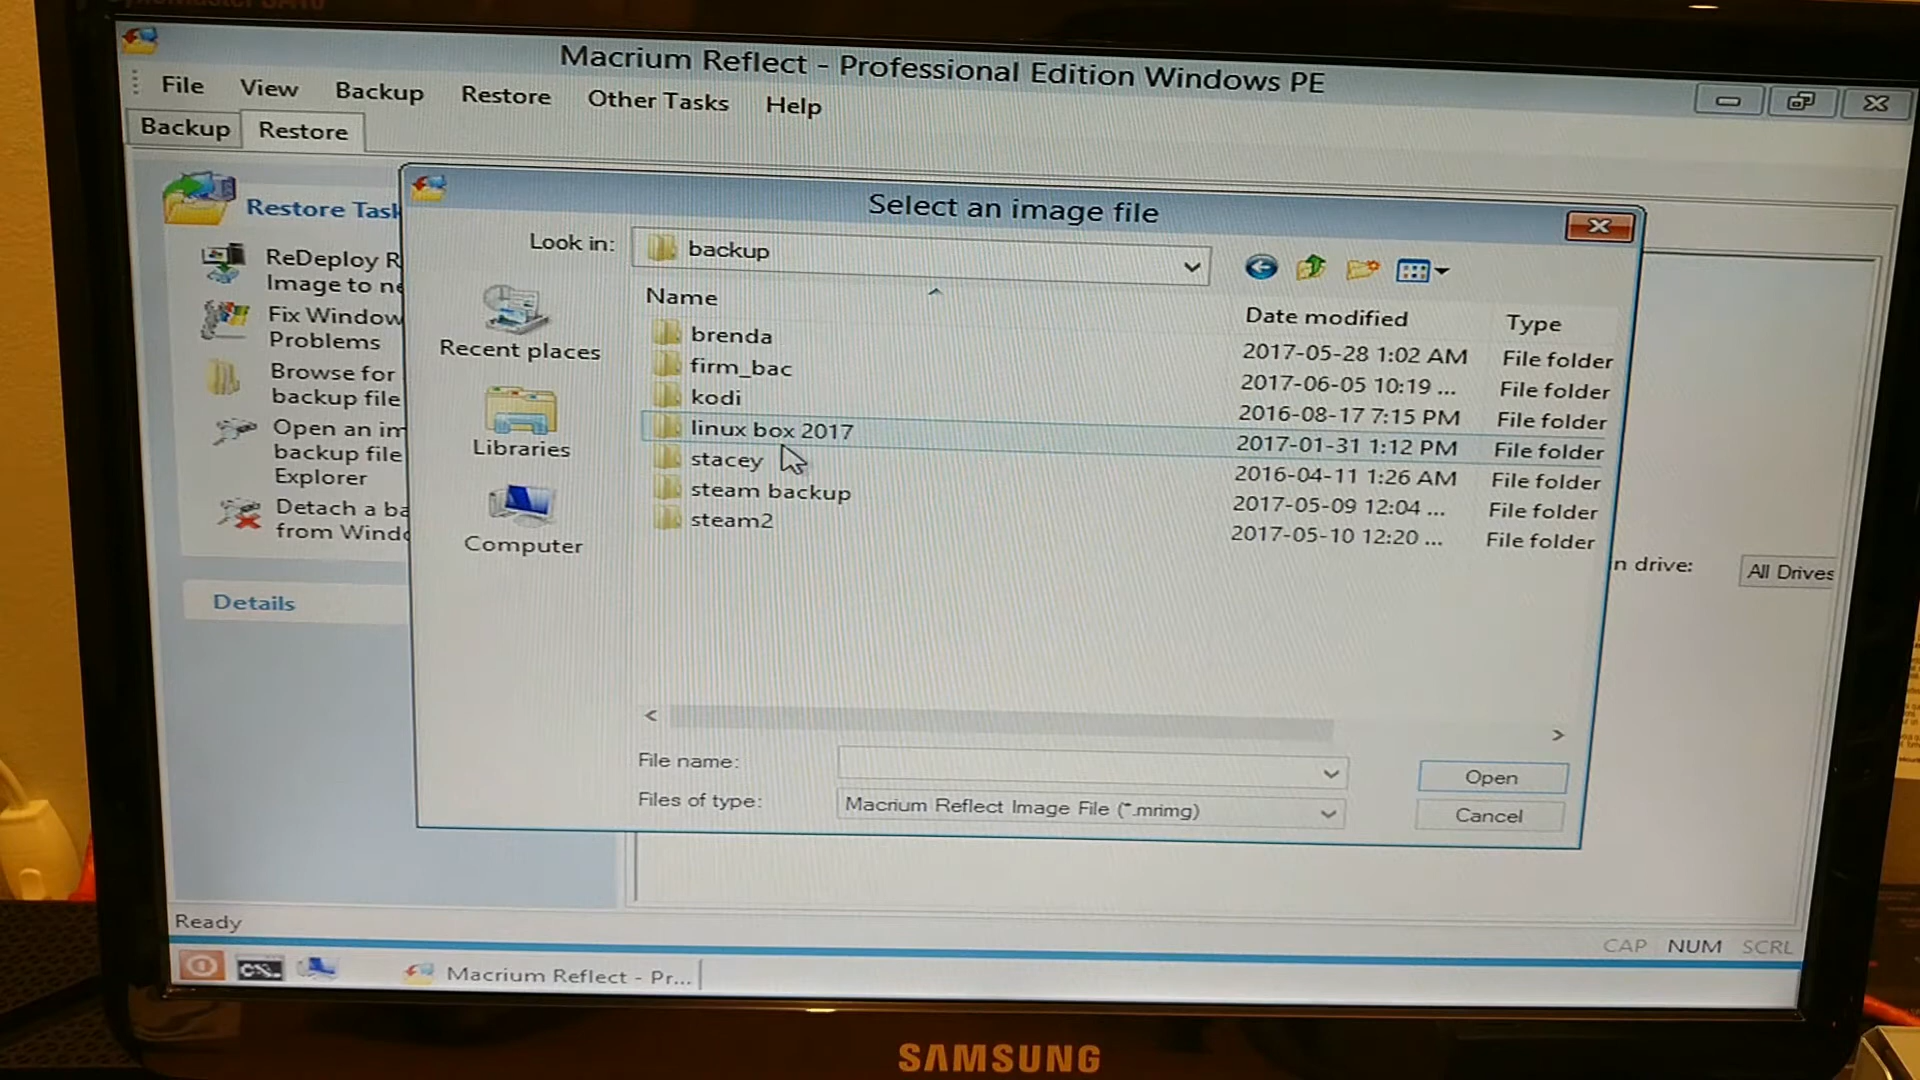 Macrium Reflect - Professional Edition Windows PE
File View Backup Restore Other Tasks Help
Backup Restore
Restore Task
ReDeploy R
Image to ne
Fix Window
Problems
Browse for
backup file
Open an im
backup file
Explorer
Detach a ba
from Windo
Details
Select an image file
Look in: backup
Recent places
Libraries
Computer
Name Date modified Type
brenda 2017-05-28 1:02 AM File folder
firm_bac 2017-06-05 10:19 ... File folder
kodi 2016-08-17 7:15 PM File folder
linux box 2017 2017-01-31 1:12 PM File folder
stacey 2016-04-11 1:26 AM File folder
steam backup 2017-05-09 12:04 ... File folder
steam2 2017-05-10 12:20 ... File folder
File name:
Open
Files of type: Macrium Reflect Image File (*.mrimg)
Cancel
n drive: All Drives
Ready
CAP NUM SCRL
C:\.
Macrium Reflect - Pr...
SAMSUNG